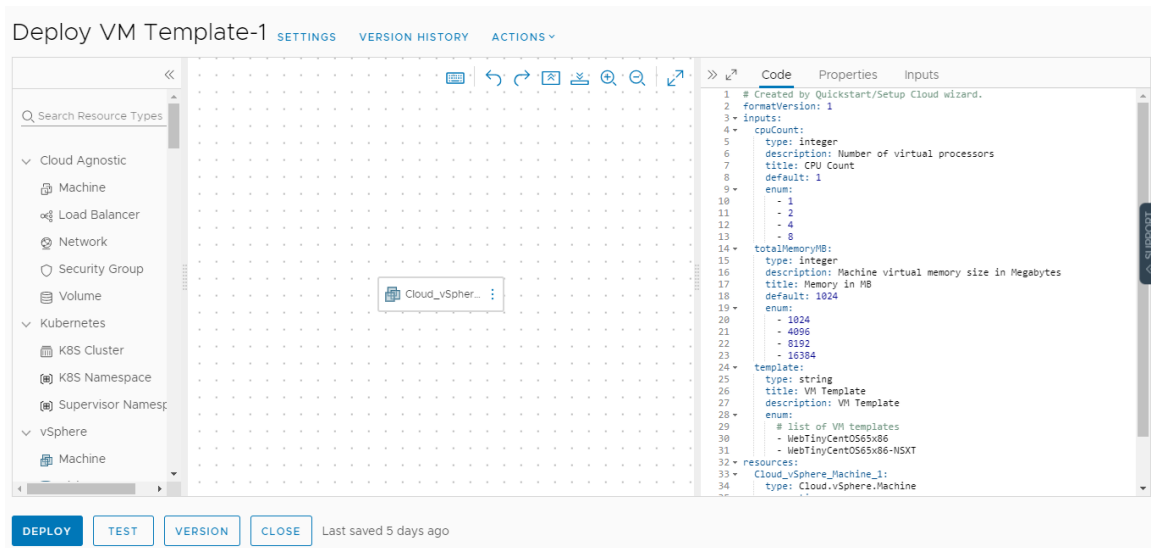 Deploy VM Template-1 SETTINGS VERSION HISTORY ACTIONS
Search Resource Types
Cloud Agnostic
Machine
Load Balancer
Network
Security Group
Volume
Kubernetes
K8S Cluster
K8S Namespace
Supervisor Namesp
vSphere
Machine
Cloud_vSpher...
Code Properties Inputs
1 # Created by Quickstart/Setup Cloud wizard.
2 formatVersion: 1
3 inputs:
4 cpuCount:
5 type: integer
6 description: Number of virtual processors
7 title: CPU Count
8 default: 1
9 enum:
10 - 1
11 - 2
12 - 4
13 - 8
14 totalMemoryMB:
15 type: integer
16 description: Machine virtual memory size in Megabytes
17 title: Memory in MB
18 default: 1024
19 enum:
20 - 1024
21 - 4096
22 - 8192
23 - 16384
24 template:
25 type: string
26 title: VM Template
27 description: VM Template
28 enum:
29 # list of VM templates
30 - WebTinyCentOS65x86
31 - WebTinyCentOS65x86-NSXT
32 resources:
33 Cloud_vSphere_Machine_1:
34 type: Cloud.vSphere.Machine
SUPPORT
DEPLOY TEST VERSION CLOSE Last saved 5 days ago